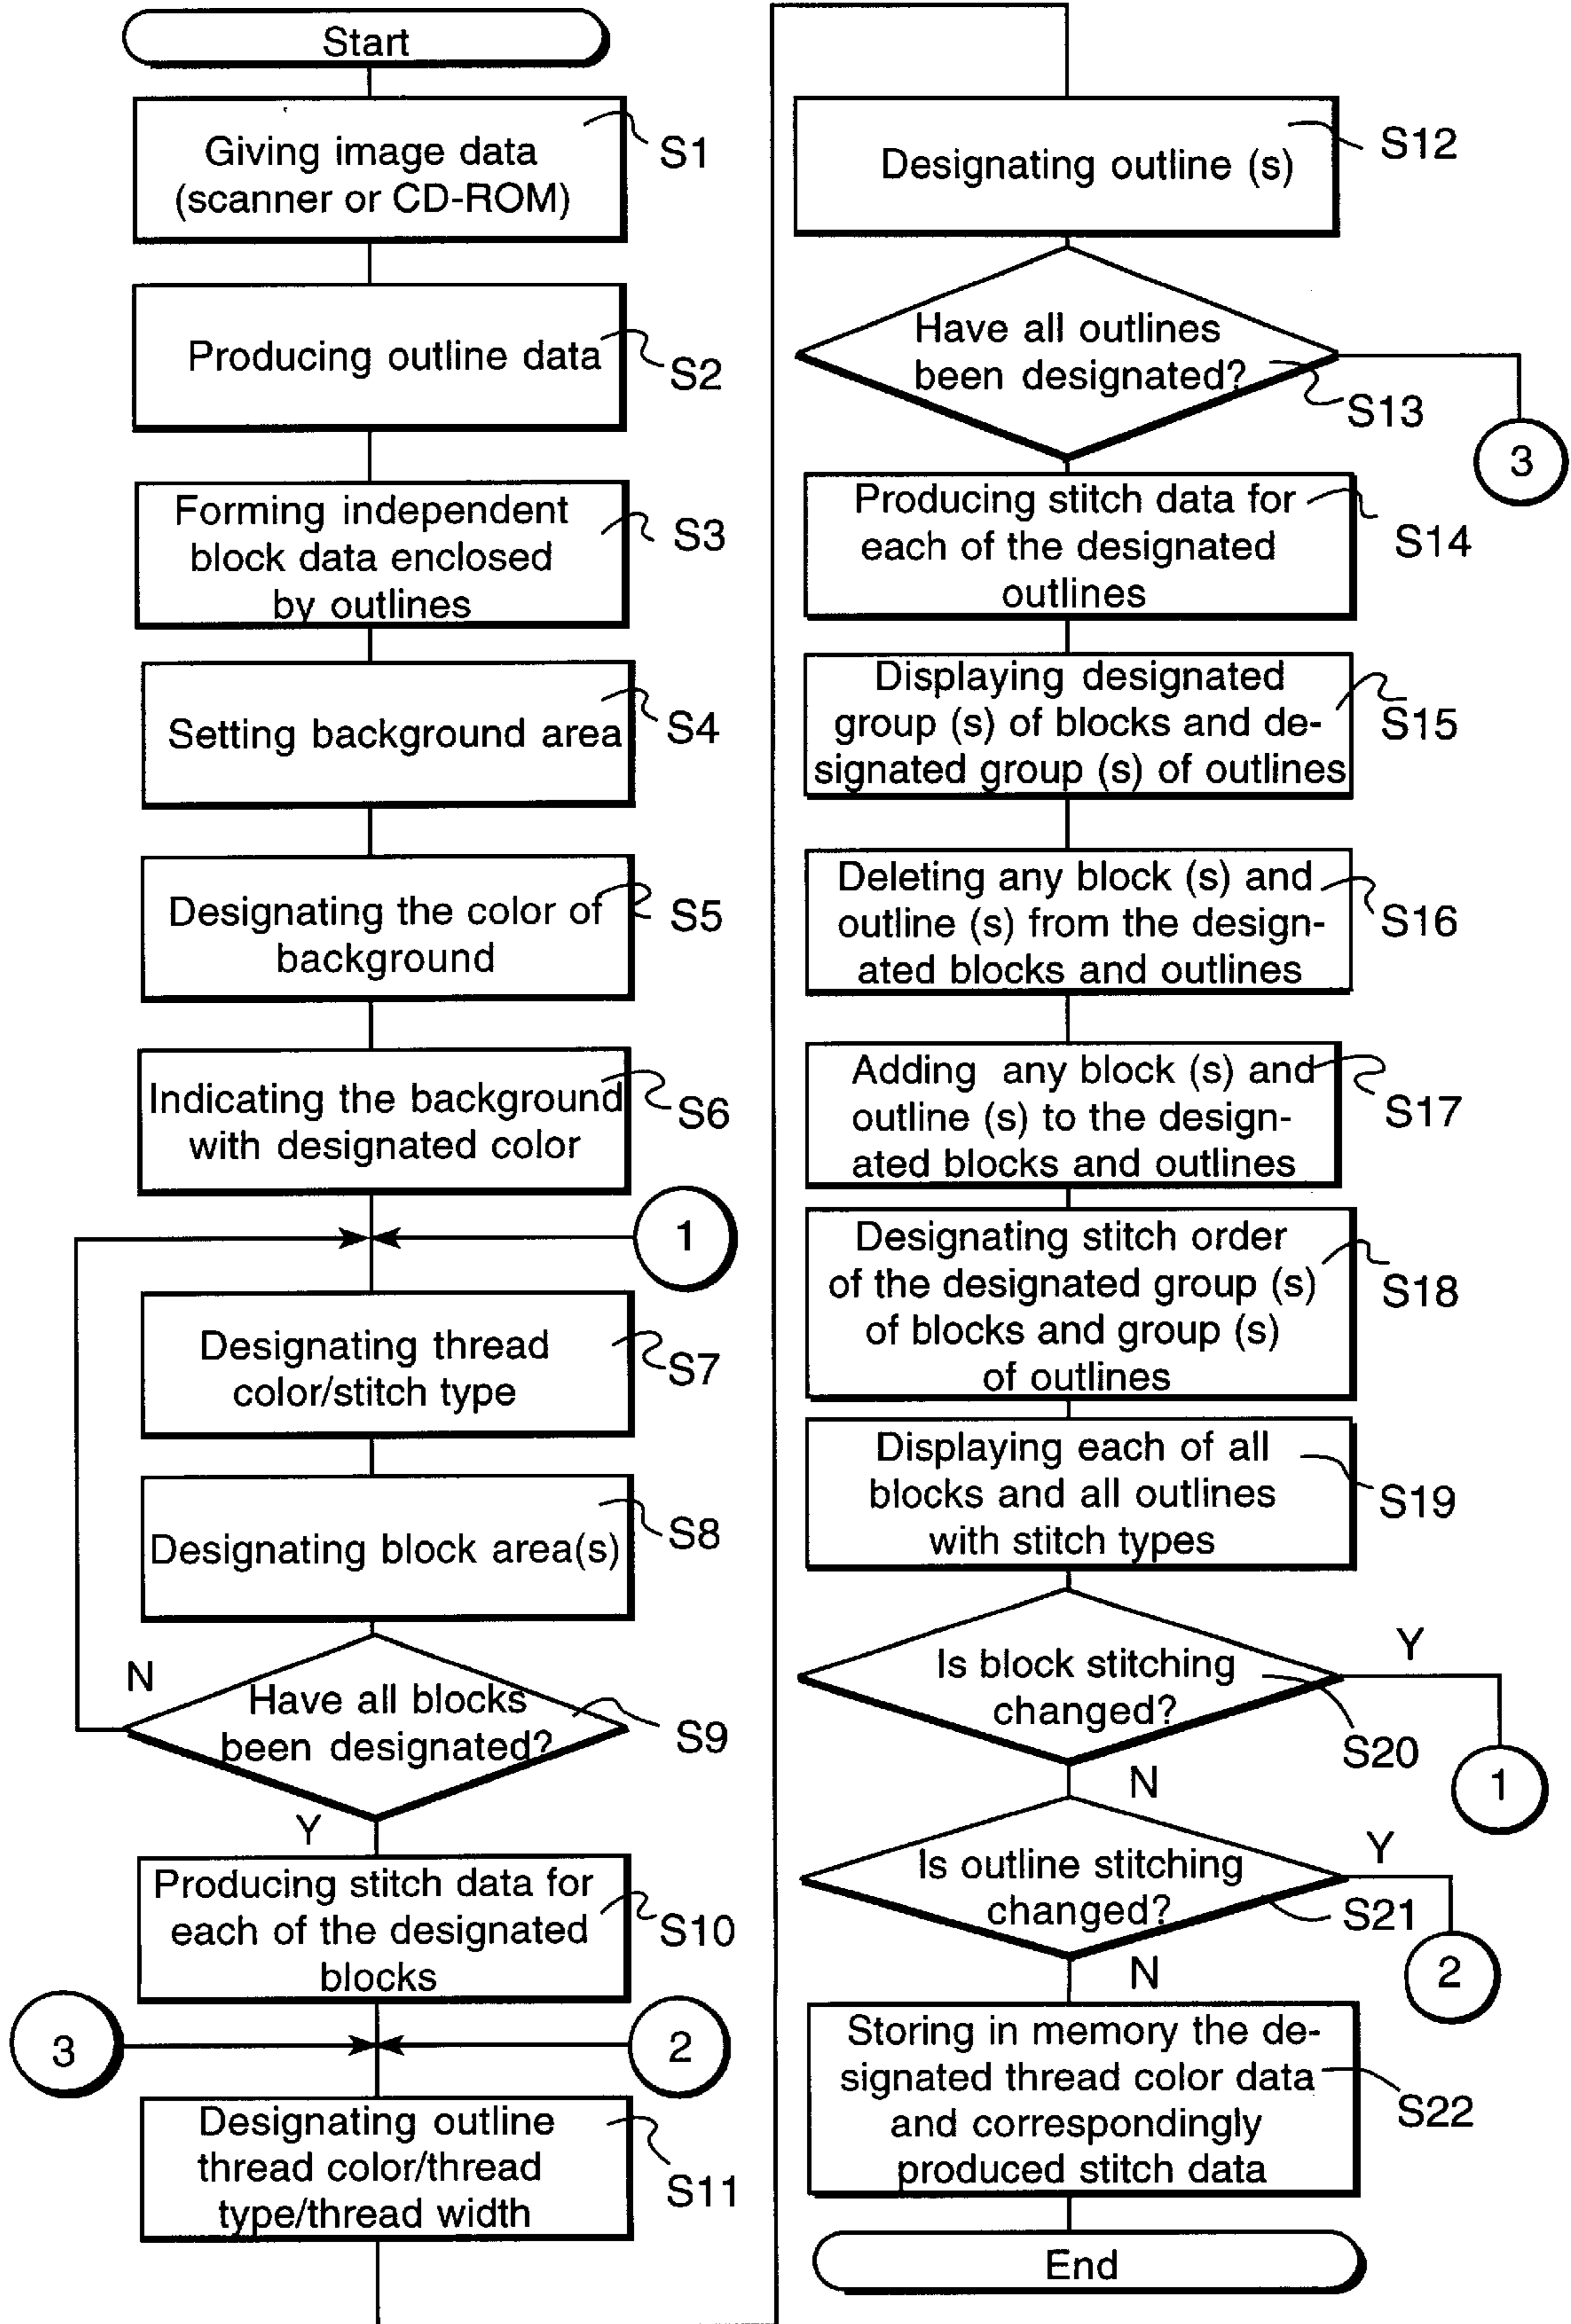 Start
Giving image data
(scanner or CD-ROM)
S1
Producing outline data
S2
Forming independent
block data enclosed
by outlines
S3
Setting background area
S4
Designating the color of
background
S5
Indicating the background
with designated color
S6
1
Designating thread
color/stitch type
S7
Designating block area(s)
S8
N
Have all blocks
been designated?
S9
Y
Producing stitch data for
each of the designated
blocks
S10
3
2
Designating outline
thread color/thread
type/thread width
S11
Designating outline (s)
S12
Have all outlines
been designated?
S13
3
Producing stitch data for
each of the designated
outlines
S14
Displaying designated
group (s) of blocks and de-
signated group (s) of outlines
S15
Deleting any block (s) and
outline (s) from the design-
ated blocks and outlines
S16
Adding any block (s) and
outline (s) to the design-
ated blocks and outlines
S17
Designating stitch order
of the designated group (s)
of blocks and group (s)
of outlines
S18
Displaying each of all
blocks and all outlines
with stitch types
S19
Is block stitching
changed?
Y
S20
1
N
Is outline stitching
changed?
Y
S21
2
N
Storing in memory the de-
signated thread color data
and correspondingly
produced stitch data
S22
End